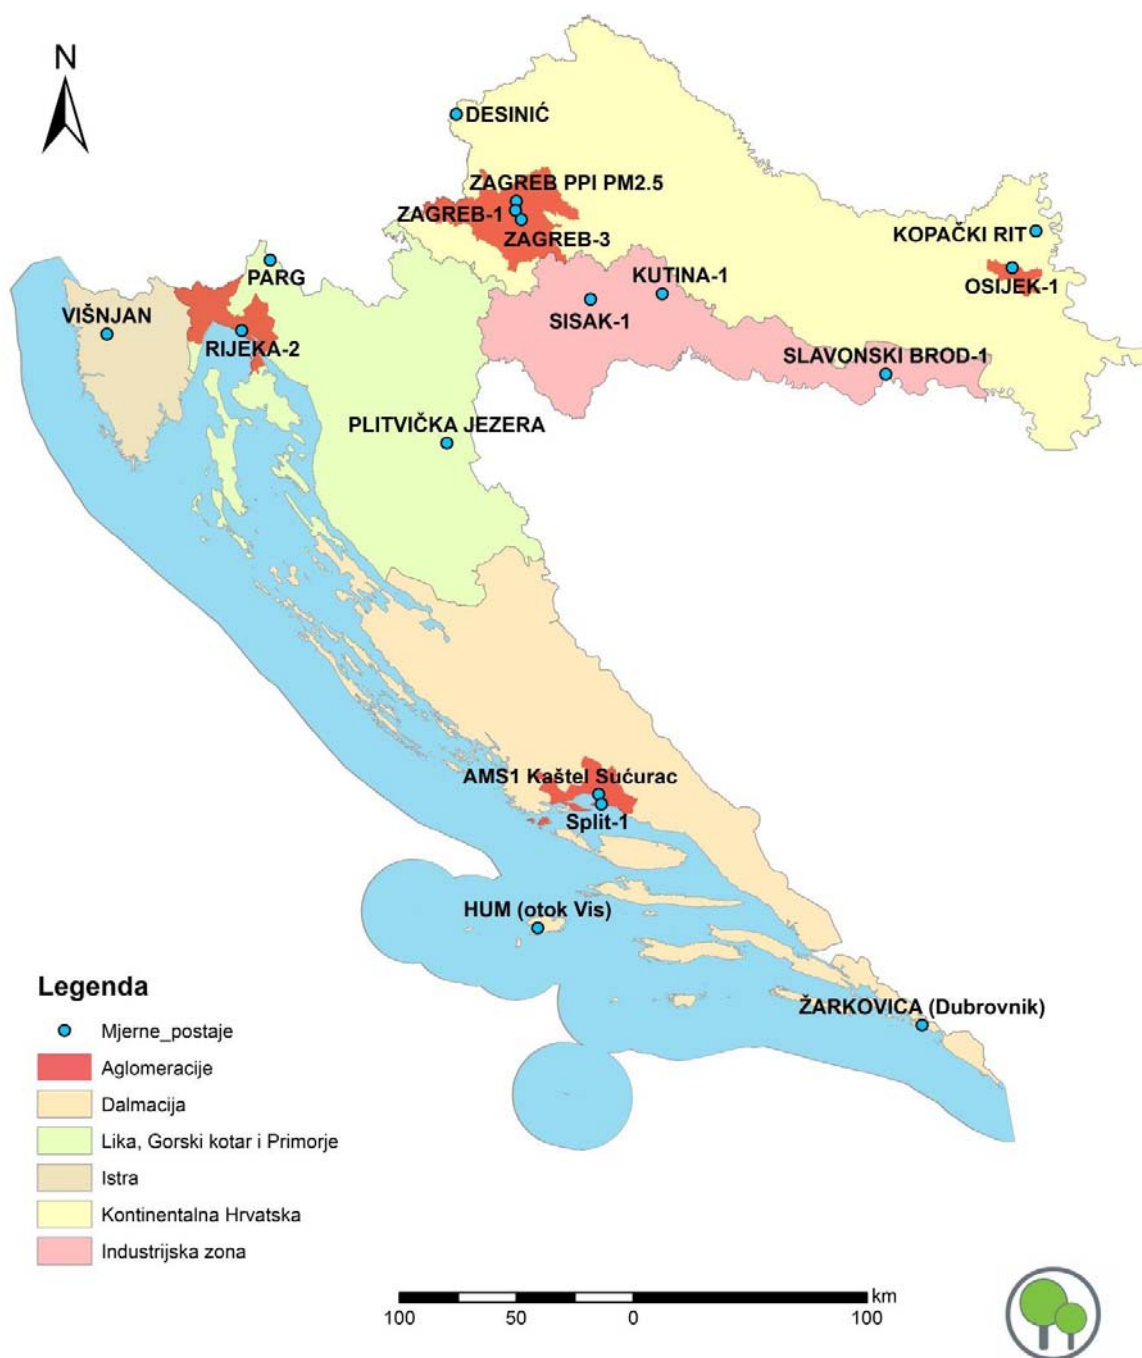 N
DESINIĆ
ZAGREB PPI PM2.5
ZAGREB-1
ZAGREB-3
KOPAČKI RIT
OSIJEK-1
PARG
KUTINA-1
SISAK-1
VIŠNJAN
RIJEKA-2
SLAVONSKI BROD-1
PLITVIČKA JEZERA
AMS1 Kaštel Sućurac
Split-1
HUM (otok Vis)
ŽARKOVICA (Dubrovnik)
Legenda
Mjerne_postaje
Aglomeracije
Dalmacija
Lika, Gorski kotar i Primorje
Istra
Kontinentalna Hrvatska
Industrijska zona
km
100 50 0 100